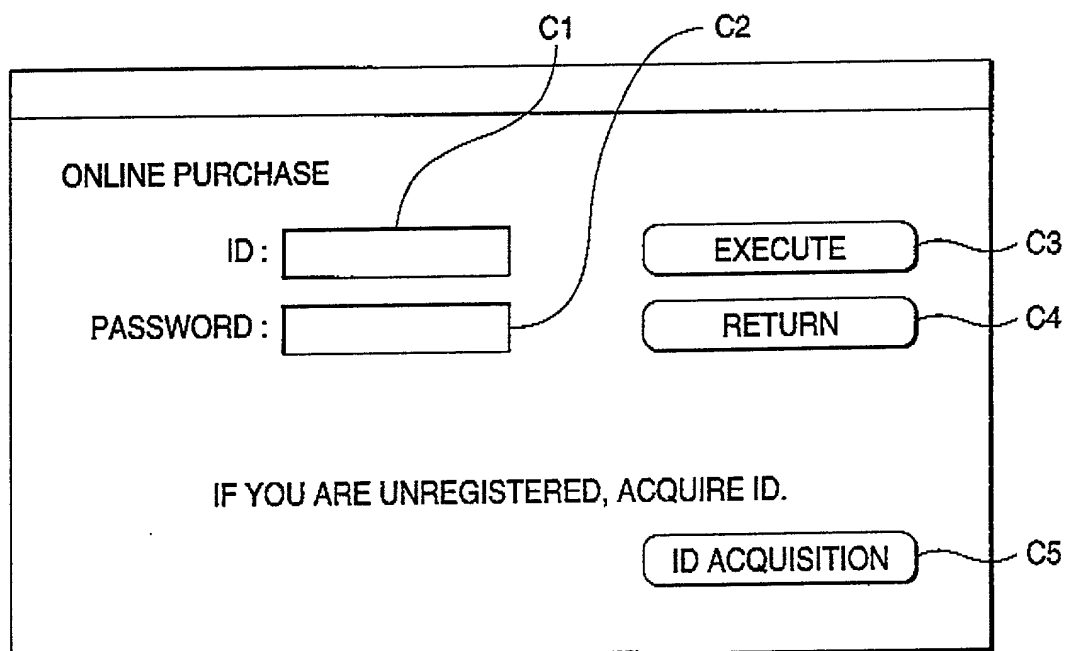 C1 C2
ONLINE PURCHASE
ID : EXECUTE C3
PASSWORD : RETURN C4
IF YOU ARE UNREGISTERED, ACQUIRE ID.
ID ACQUISITION C5